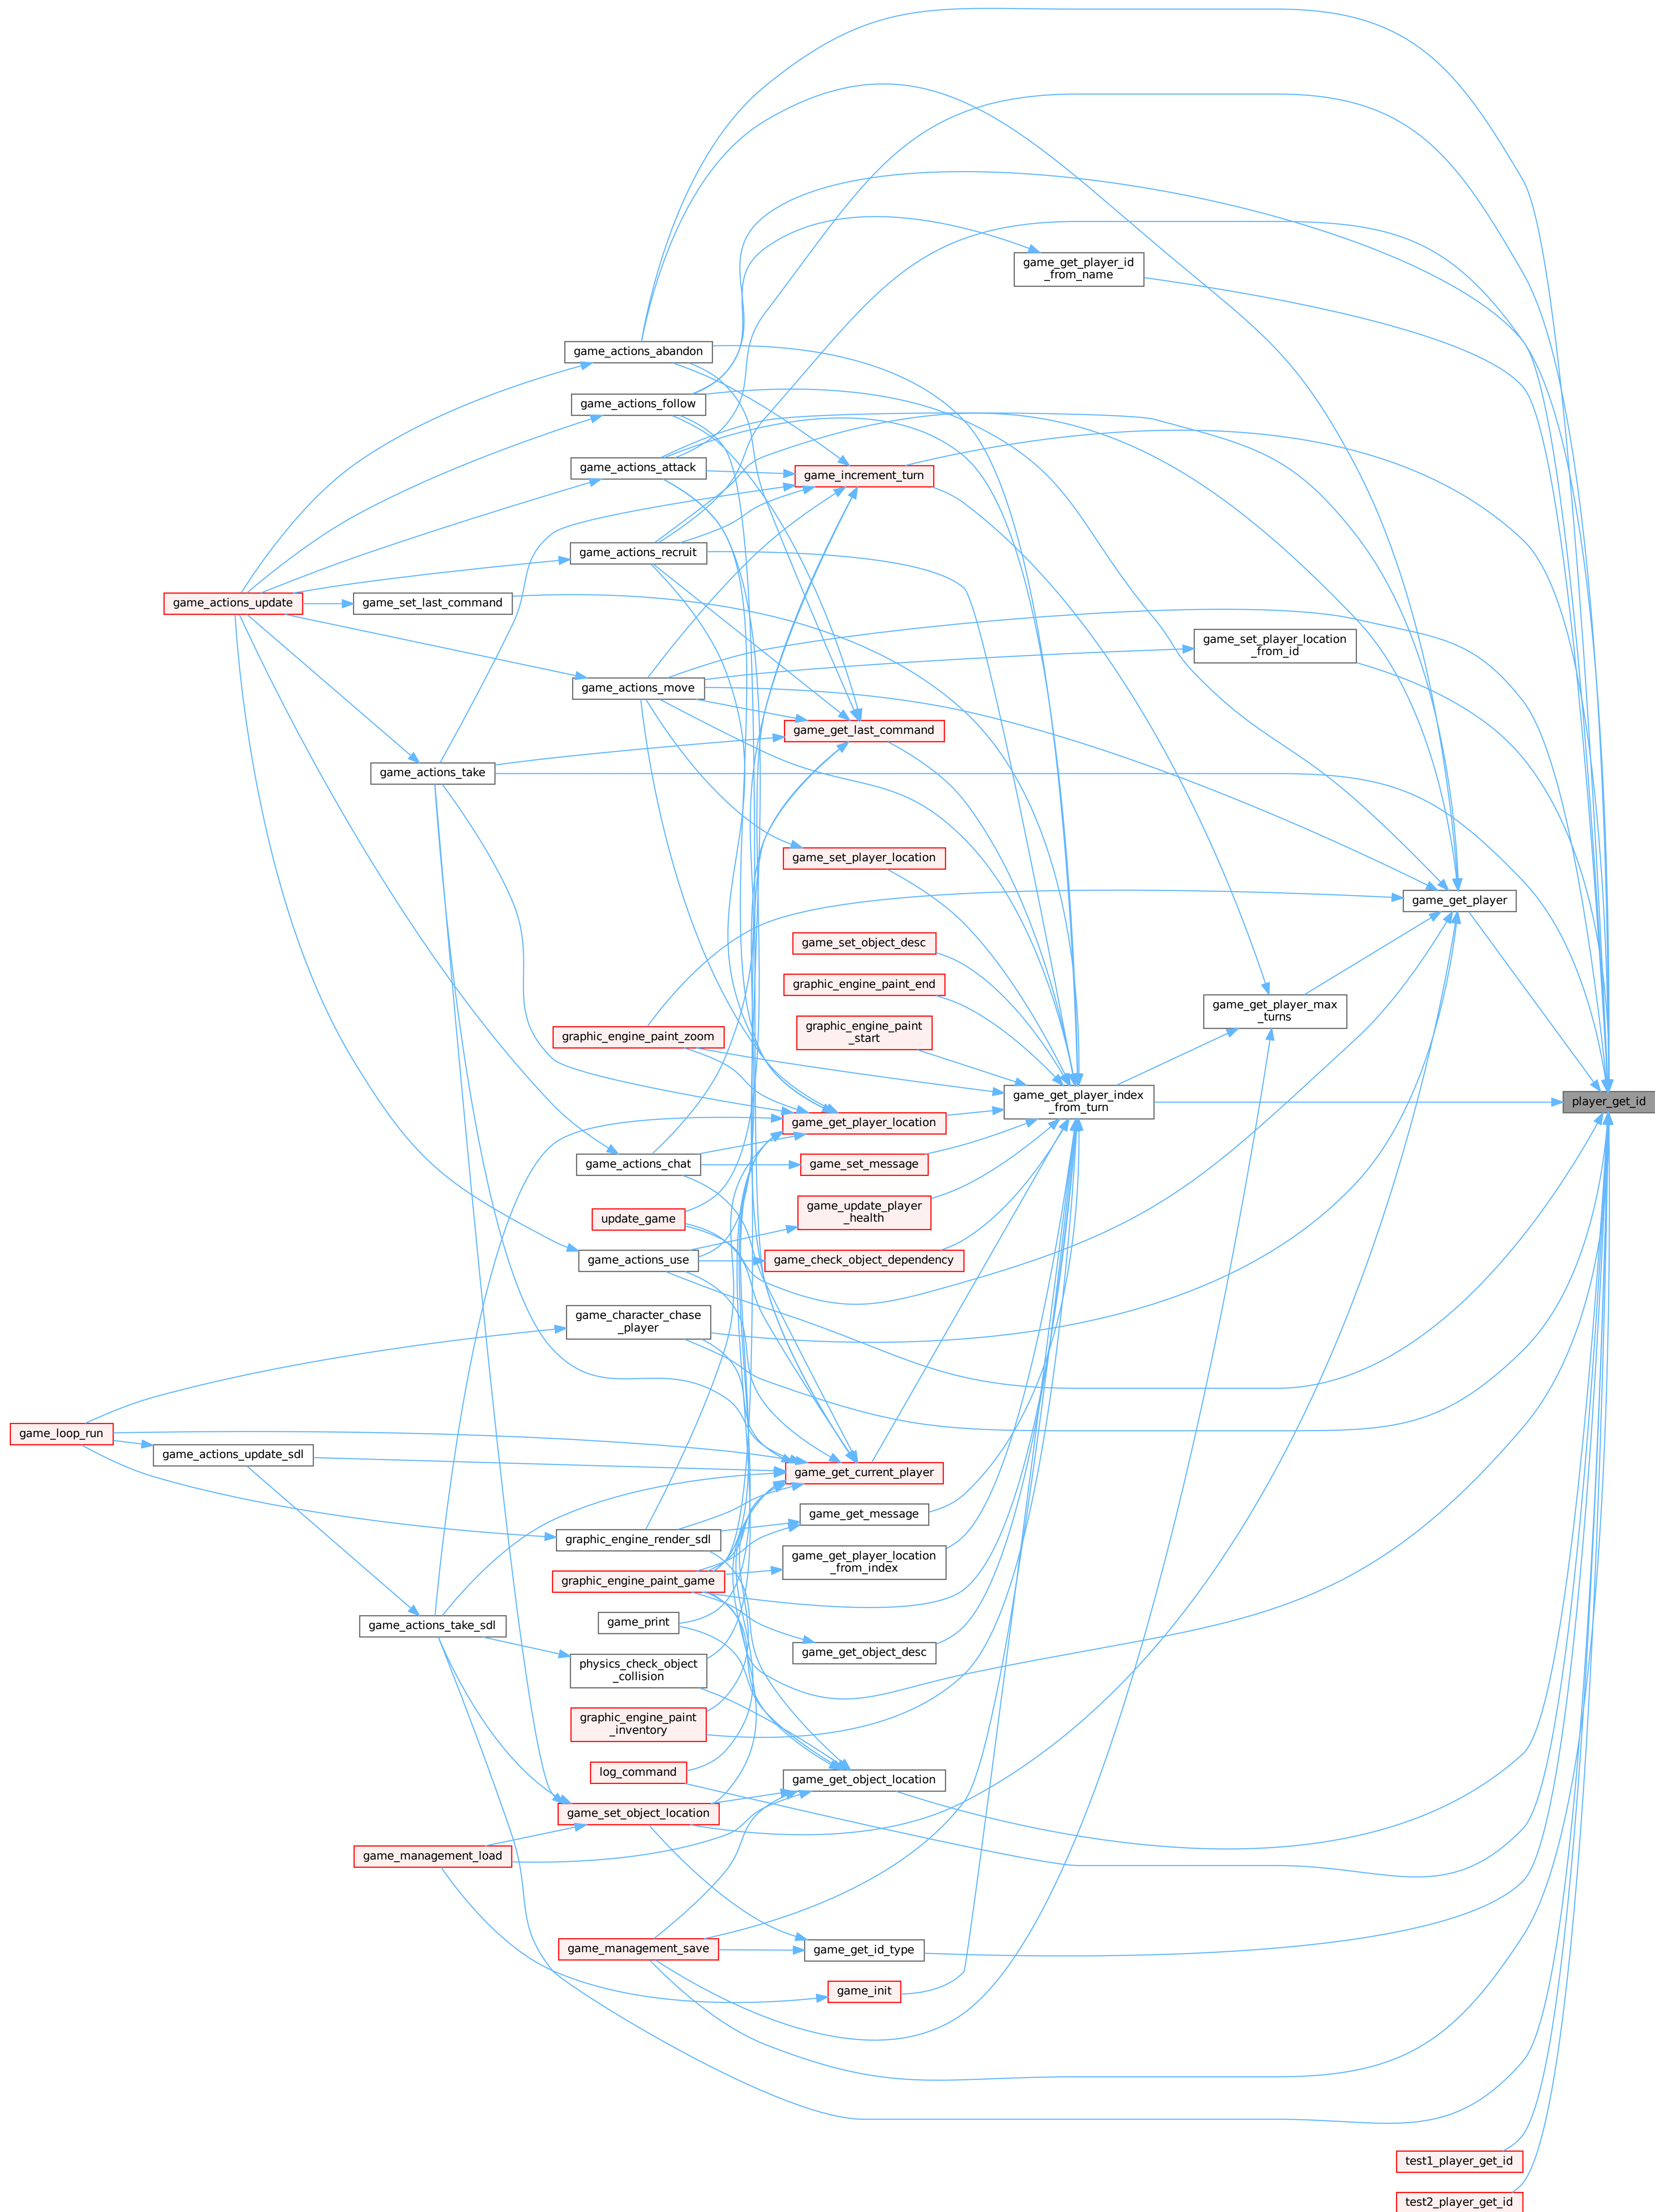 game_get_player_id
_from_name
game_actions_abandon
game_actions_follow
game_actions_attack
game_increment_turn
game_actions_recruit
game_actions_update
game_set_last_command
game_set_player_location
_from_id
game_actions_move
game_get_last_command
game_actions_take
game_set_player_location
game_get_player
game_set_object_desc
graphic_engine_paint_end
game_get_player_max
_turns
graphic_engine_paint
_start
graphic_engine_paint_zoom
game_get_player_index
_from_turn
player_get_id
game_get_player_location
game_actions_chat
game_set_message
game_update_player
_health
update_game
game_actions_use
game_check_object_dependency
game_character_chase
_player
game_loop_run
game_actions_update_sdl
game_get_current_player
game_get_message
graphic_engine_render_sdl
game_get_player_location
_from_index
graphic_engine_paint_game
game_print
game_actions_take_sdl
game_get_object_desc
physics_check_object
_collision
graphic_engine_paint
_inventory
log_command
game_get_object_location
game_set_object_location
game_management_load
game_management_save
game_get_id_type
game_init
test1_player_get_id
test2_player_get_id